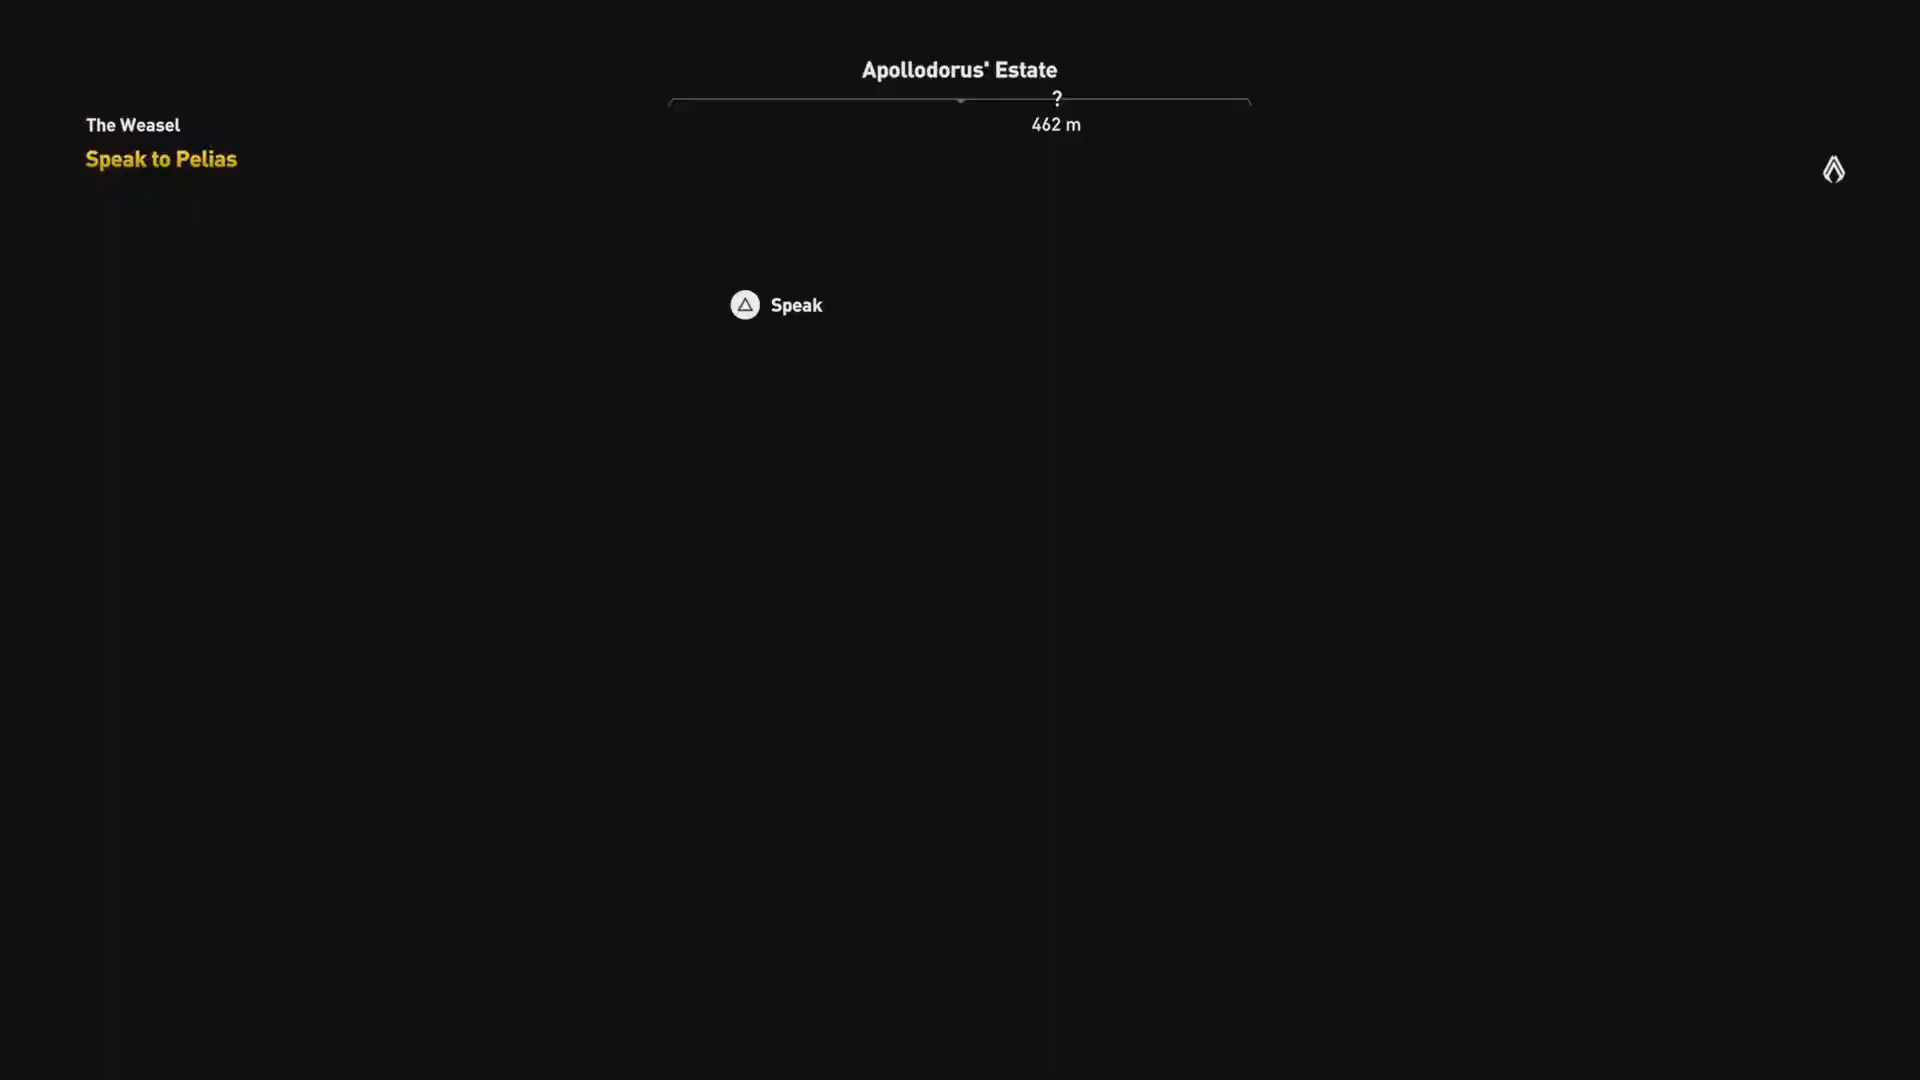 Apollodorus' Estate
?
462 m
The Weasel
Speak to Pelias
Speak